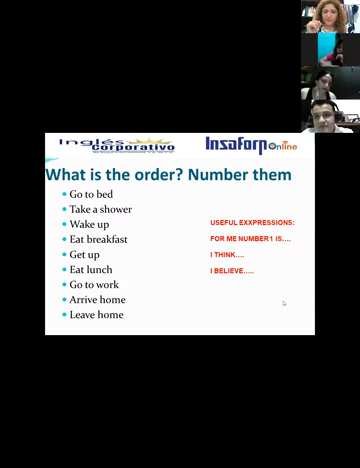 Inglés
corporativo
Insaforp Online
What is the order? Number them
Go to bed
Take a shower
Wake up
Eat breakfast
Get up
Eat lunch
Go to work
Arrive home
Leave home
USEFUL EXXPRESSIONS:
FOR ME NUMBER 1 IS….
I THINK….
I BELIEVE…..